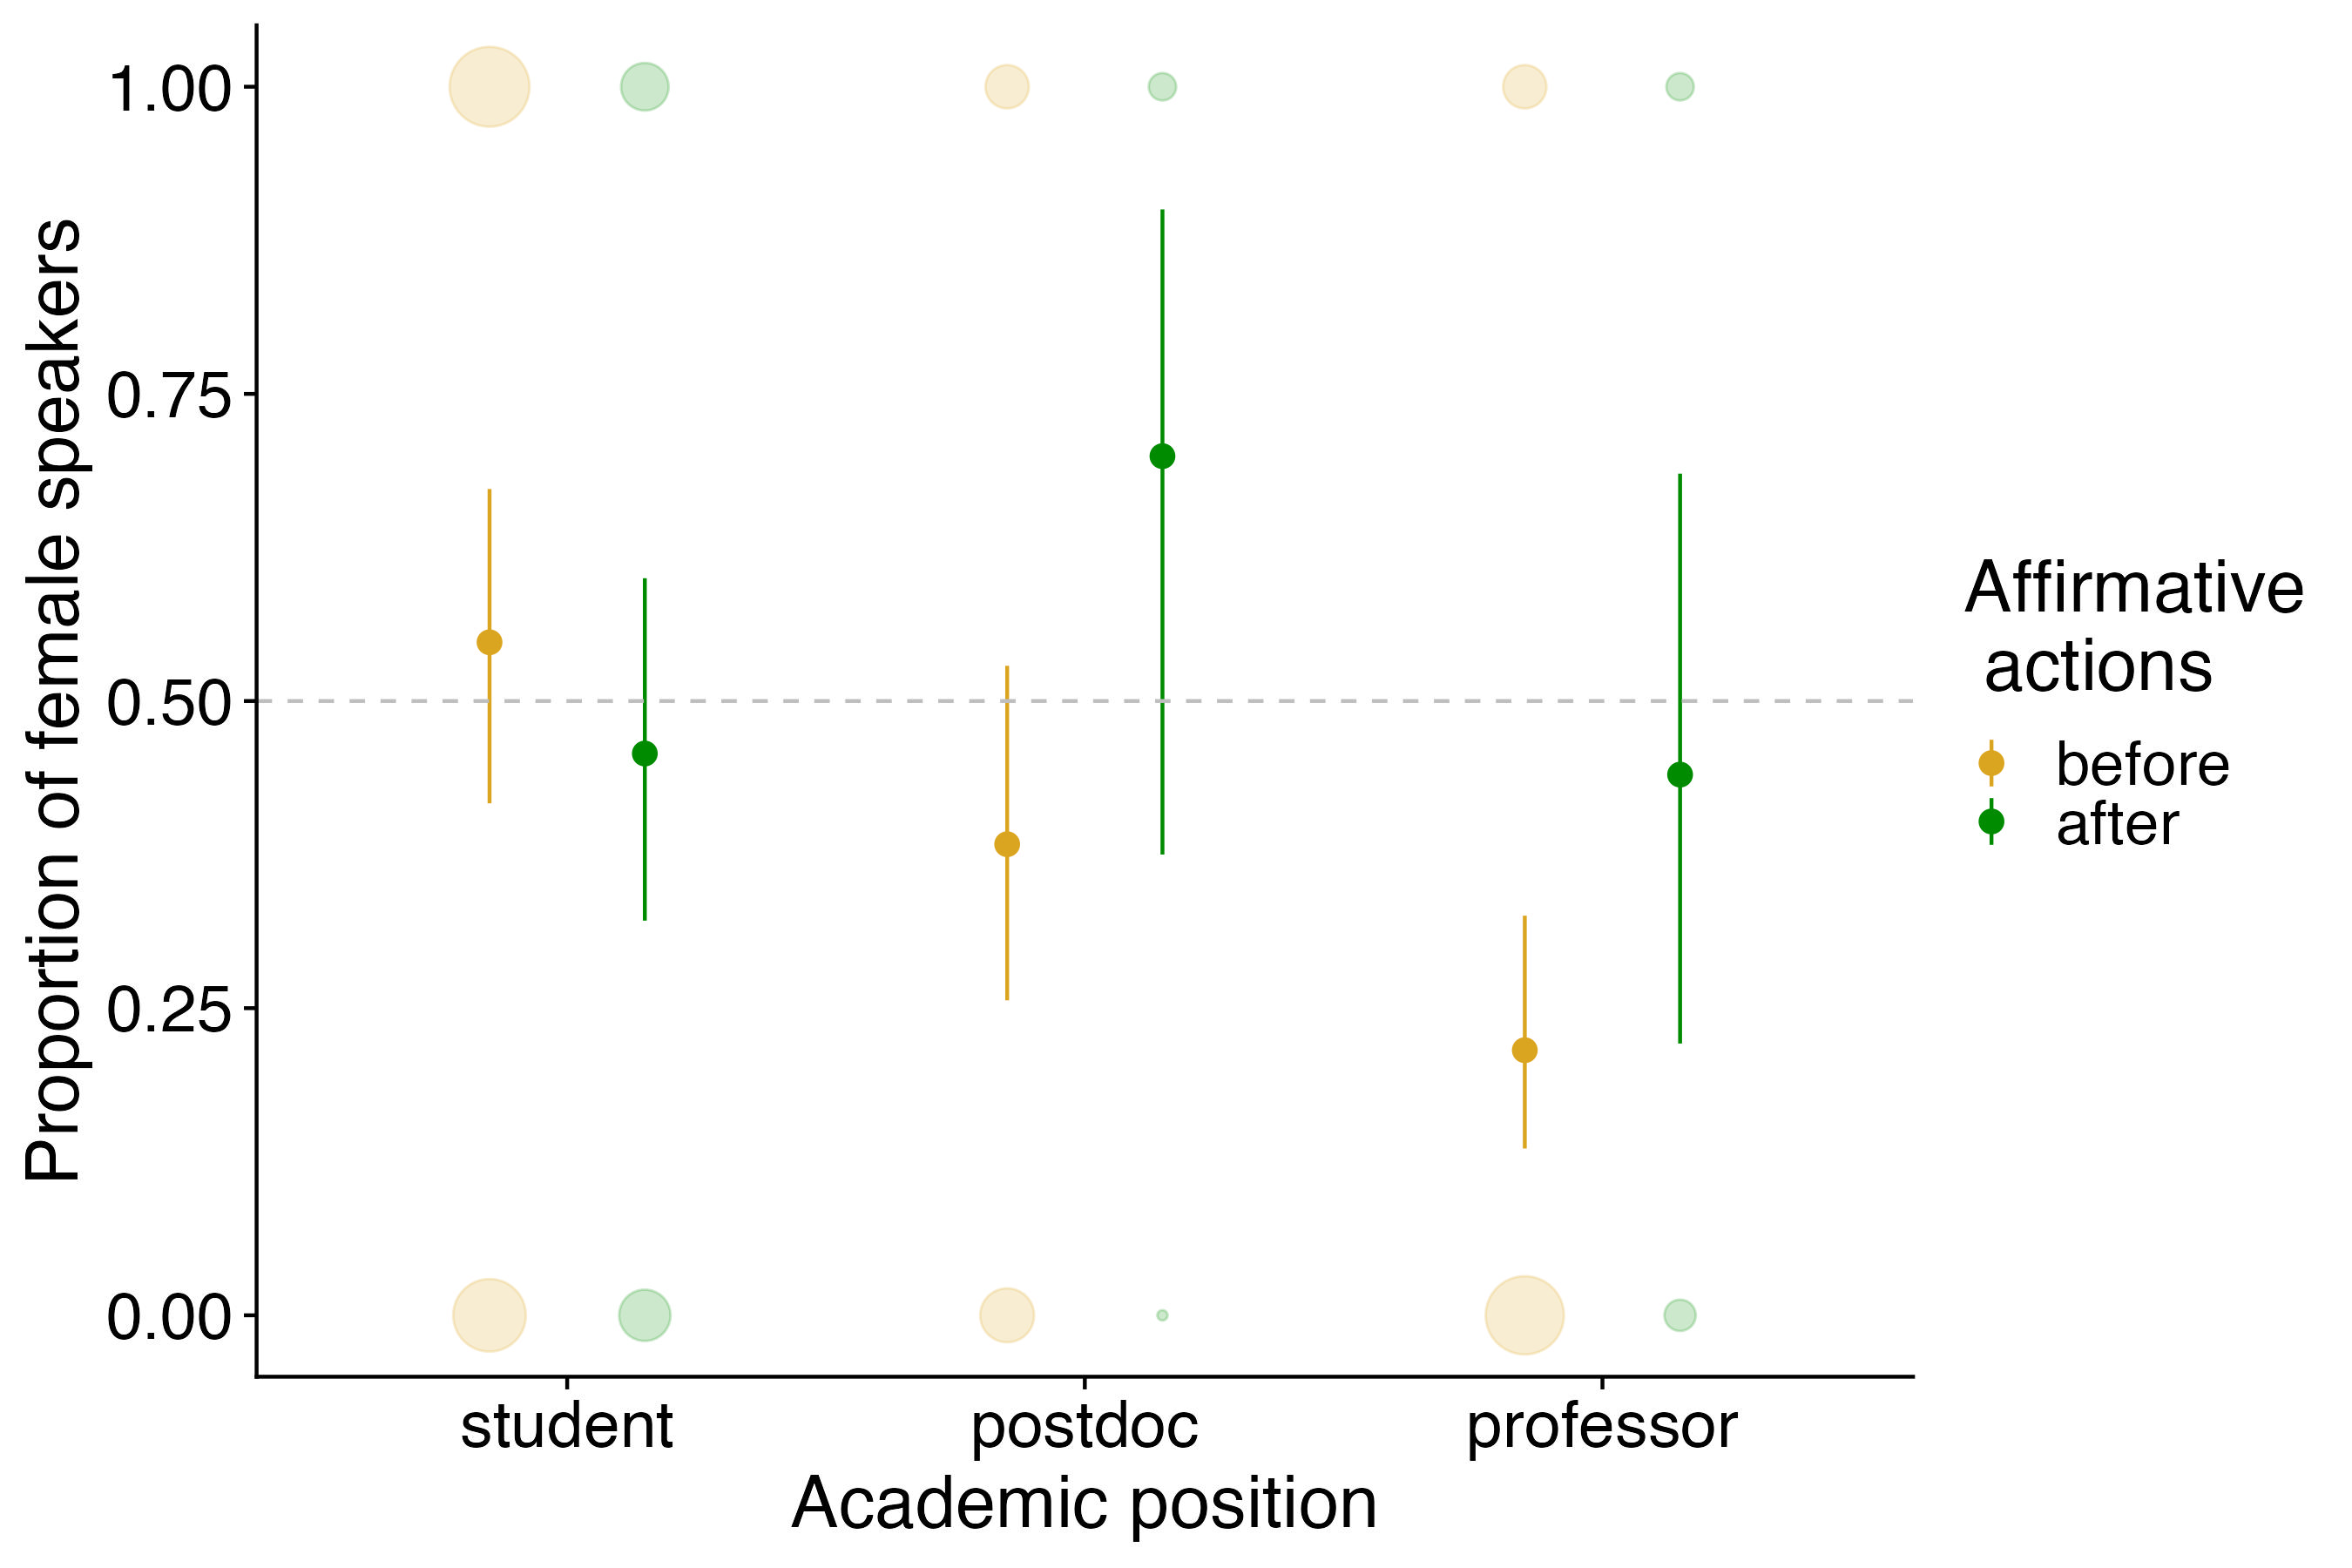 Proportion of female speakers
1.00
0.75
0.50
0.25
0.00
student
postdoc
professor
Academic position
Affirmative
actions
before
after